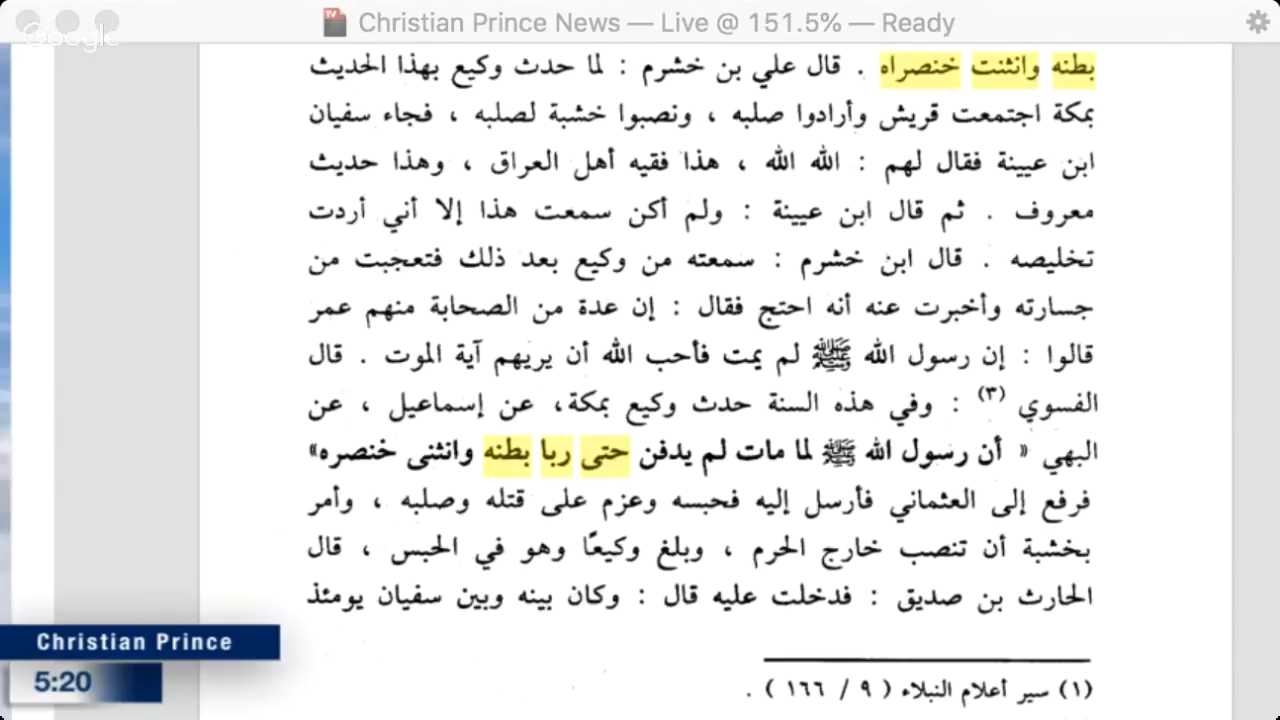 Christian Prince News — Live @ 151.5% — Ready
Google
بطنه وانثنت خنصراه . قال علي بن خشرم : لما حدث وكيع بهذا الحديث
بمكة اجتمعت قريش وأرادوا صلبه ، ونصبوا خشبة لصلبه ، فجاء سفيان
ابن عيينة فقال لهم : الله الله ، هذا فقيه أهل العراق ، وهذا حديث
معروف . ثم قال ابن عيينة : ولم أكن سمعت هذا إلا أني أردت
تخليصه . قال ابن خشرم : سمعته من وكيع بعد ذلك فتعجبت من
جسارته وأخبرت عنه أنه احتج فقال : إن عدة من الصحابة منهم عمر
قالوا : إن رسول الله ﷺ لم يمت فأحب الله أن يريهم آية الموت . قال
الفسوي (٣) : وفي هذه السنة حدث وكيع بمكة، عن إسماعيل ، عن
البهي « أن رسول الله ﷺ لما مات لم يدفن حتى ربا بطنه وانثنى خنصره»
فرفع إلى العثماني فأرسل إليه فحبسه وعزم على قتله وصلبه ، وأمر
بخشبة أن تنصب خارج الحرم ، وبلغ وكيعًا وهو في الحبس ، قال
الحارث بن صديق : فدخلت عليه قال : وكان بينه وبين سفيان يومئذ
(١) سير أعلام النبلاء ( ٩ / ١٦٦ ) .
Christian Prince
5:20